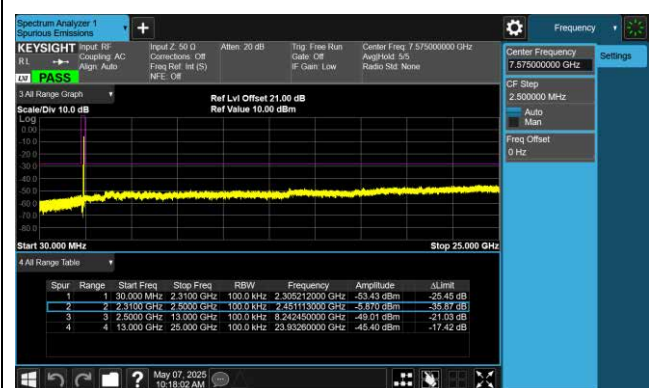 Spectrum Analyzer 1
Spurious Emissions
Frequency
KEYSIGHT Input: RF Input Z: 50 Ω Atten: 20 dB Trig: Free Run Center Freq: 7.575000000 GHz
RL Coupling: AC Corrections: Off Gate: Off Avg|Hold: 5/5
Align: Auto Freq Ref: Int (S) IF Gain: Low Radio Std: None
NFE: Off
LXI PASS
Center Frequency
7.575000000 GHz
Settings
CF Step
2.500000 MHz
Auto
Man
Freq Offset
0 Hz
3 All Range Graph
Ref Lvl Offset 21.00 dB
Scale/Div 10.0 dB Ref Value 10.00 dBm
Log
0.00
-10.0
-20.0
-30.0
-40.0
-50.0
-60.0
-70.0
-80.0
Start 30.000 MHz Stop 25.000 GHz
4 All Range Table
Spur Range Start Freq Stop Freq RBW Frequency Amplitude ΔLimit
1 1 30.000 MHz 2.3100 GHz 100.0 kHz 2.305212000 GHz -53.43 dBm -25.45 dB
2 2 2.3100 GHz 2.5000 GHz 100.0 kHz 2.451113000 GHz -5.870 dBm -35.87 dB
3 3 2.5000 GHz 13.000 GHz 100.0 kHz 8.242450000 GHz -49.01 dBm -21.03 dB
4 4 13.000 GHz 25.000 GHz 100.0 kHz 23.93260000 GHz -45.40 dBm -17.42 dB
May 07, 2025
10:18:02 AM